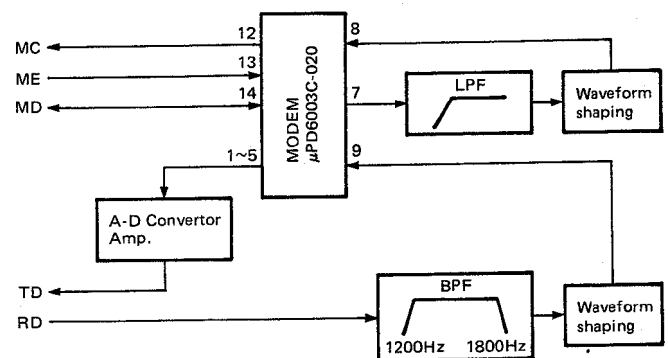 MC
12
8
ME
13
MD
14
7
MODEM
μPD6003C-020
LPF
Waveform
shaping
1~5
9
A-D Convertor
Amp.
TD
RD
BPF
1200Hz
1800Hz
Waveform
shaping